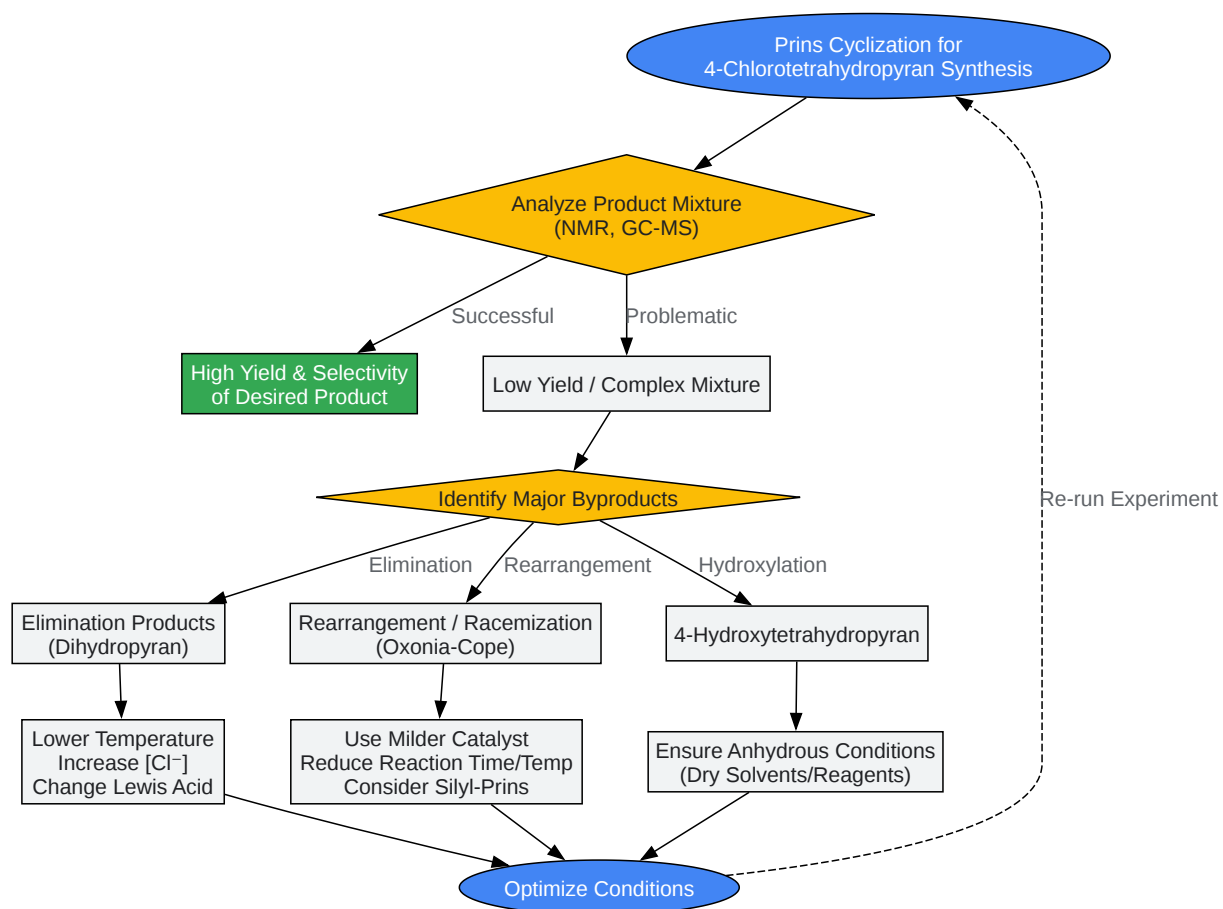 Prins Cyclization for
4-Chlorotetrahydropyran Synthesis
Analyze Product Mixture
(NMR, GC-MS)
Successful
Problematic
High Yield & Selectivity
of Desired Product
Low Yield / Complex Mixture
Identify Major Byproducts
Re-run Experiment
Elimination
Rearrangement
Hydroxylation
Elimination Products
(Dihydropyran)
Rearrangement / Racemization
(Oxonia-Cope)
4-Hydroxytetrahydropyran
Lower Temperature
Increase [Cl⁻]
Change Lewis Acid
Use Milder Catalyst
Reduce Reaction Time/Temp
Consider Silyl-Prins
Ensure Anhydrous Conditions
(Dry Solvents/Reagents)
Optimize Conditions